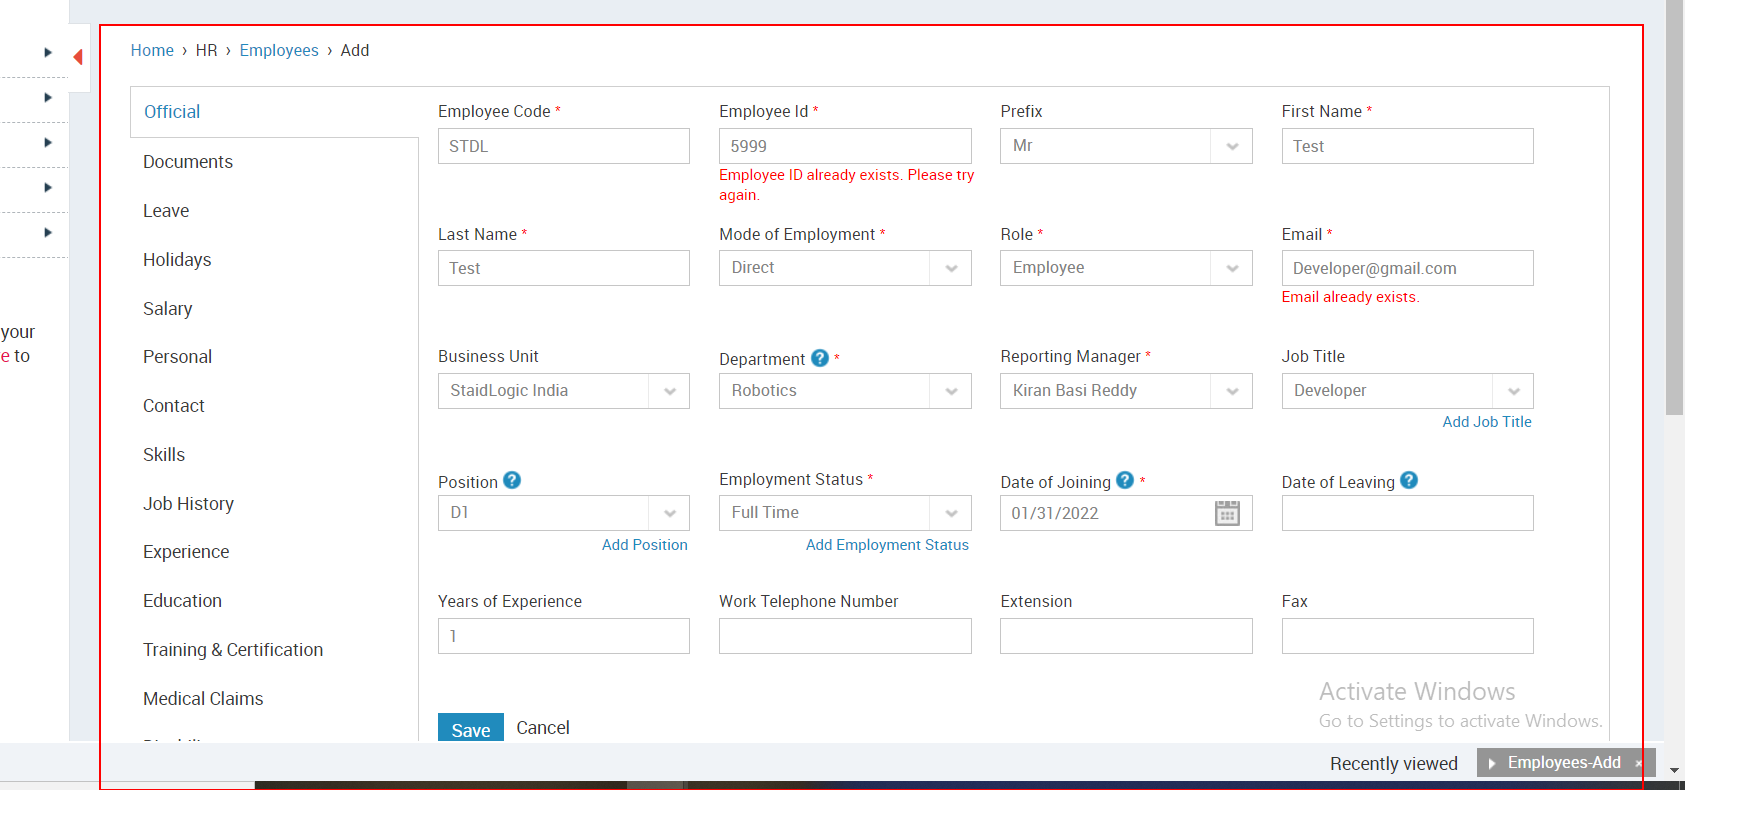 Home › HR › Employees › Add
your
e to
Official
Documents
Leave
Holidays
Salary
Personal
Contact
Skills
Job History
Experience
Education
Training & Certification
Medical Claims
Employee Code *
Employee Id *
Prefix
First Name *
STDL
5999
Mr
Test
Employee ID already exists. Please try
again.
Last Name *
Mode of Employment *
Role *
Email *
Test
Direct
Employee
Developer@gmail.com
Email already exists.
Business Unit
Department ? *
Reporting Manager *
Job Title
StaidLogic India
Robotics
Kiran Basi Reddy
Developer
Add Job Title
Position ?
Employment Status *
Date of Joining ? *
Date of Leaving ?
D1
Full Time
01/31/2022
Add Position
Add Employment Status
Years of Experience
Work Telephone Number
Extension
Fax
1
Save
Cancel
Activate Windows
Go to Settings to activate Windows.
Recently viewed
Employees-Add ×